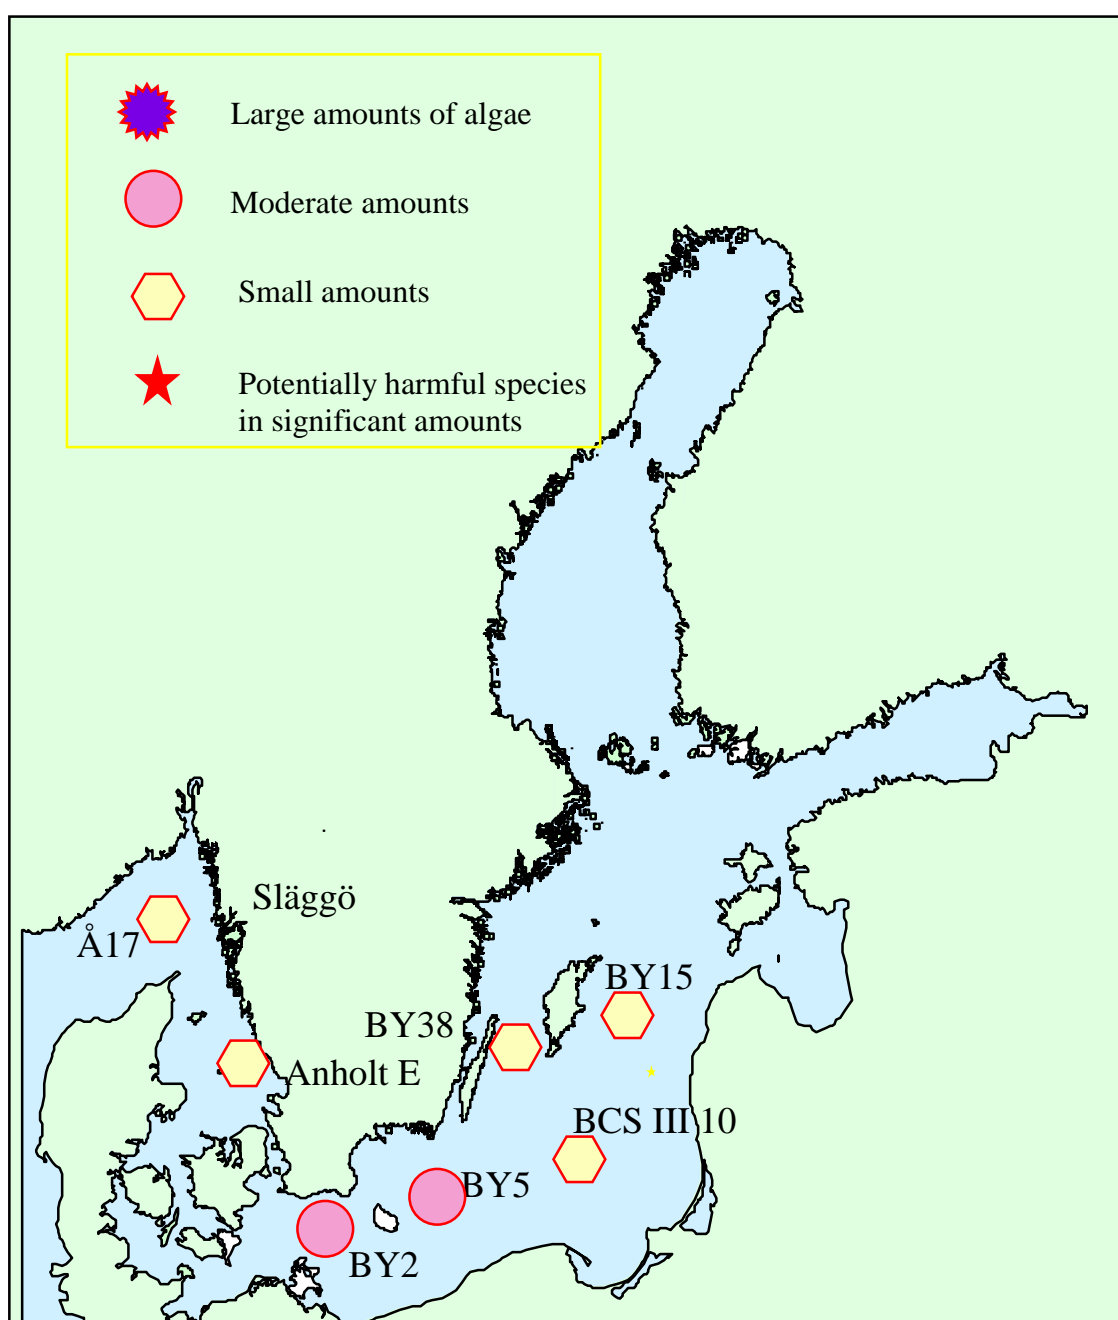 Large amounts of algae
Moderate amounts
Small amounts
Potentially harmful species
in significant amounts
Släggö
Å17
BY15
BY38
Anholt E
BCS III 10
BY5
BY2